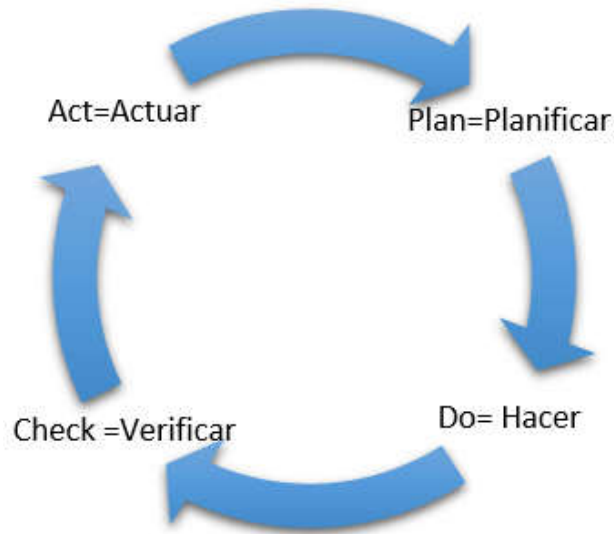 Act=Actuar
Plan=Planificar
Do= Hacer
Check =Verificar